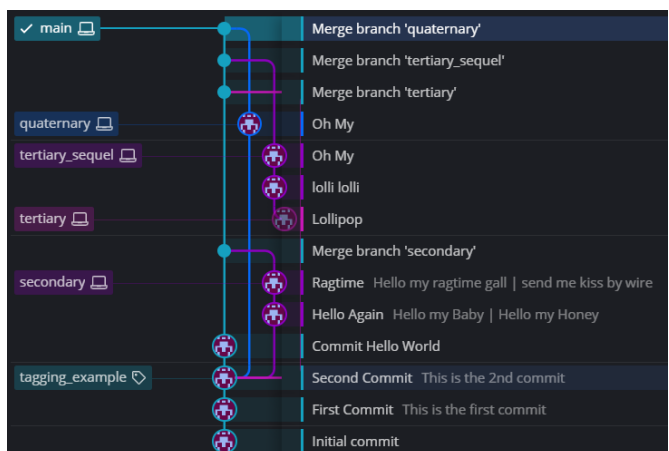 main Merge branch 'quaternary'
Merge branch 'tertiary_sequel'
Merge branch 'tertiary'
quaternary Oh My
tertiary_sequel Oh My
lolli lolli
tertiary Lollipop
Merge branch 'secondary'
secondary Ragtime Hello my ragtime gall | send me kiss by wire
Hello Again Hello my Baby | Hello my Honey
Commit Hello World
tagging_example Second Commit This is the 2nd commit
First Commit This is the first commit
Initial commit